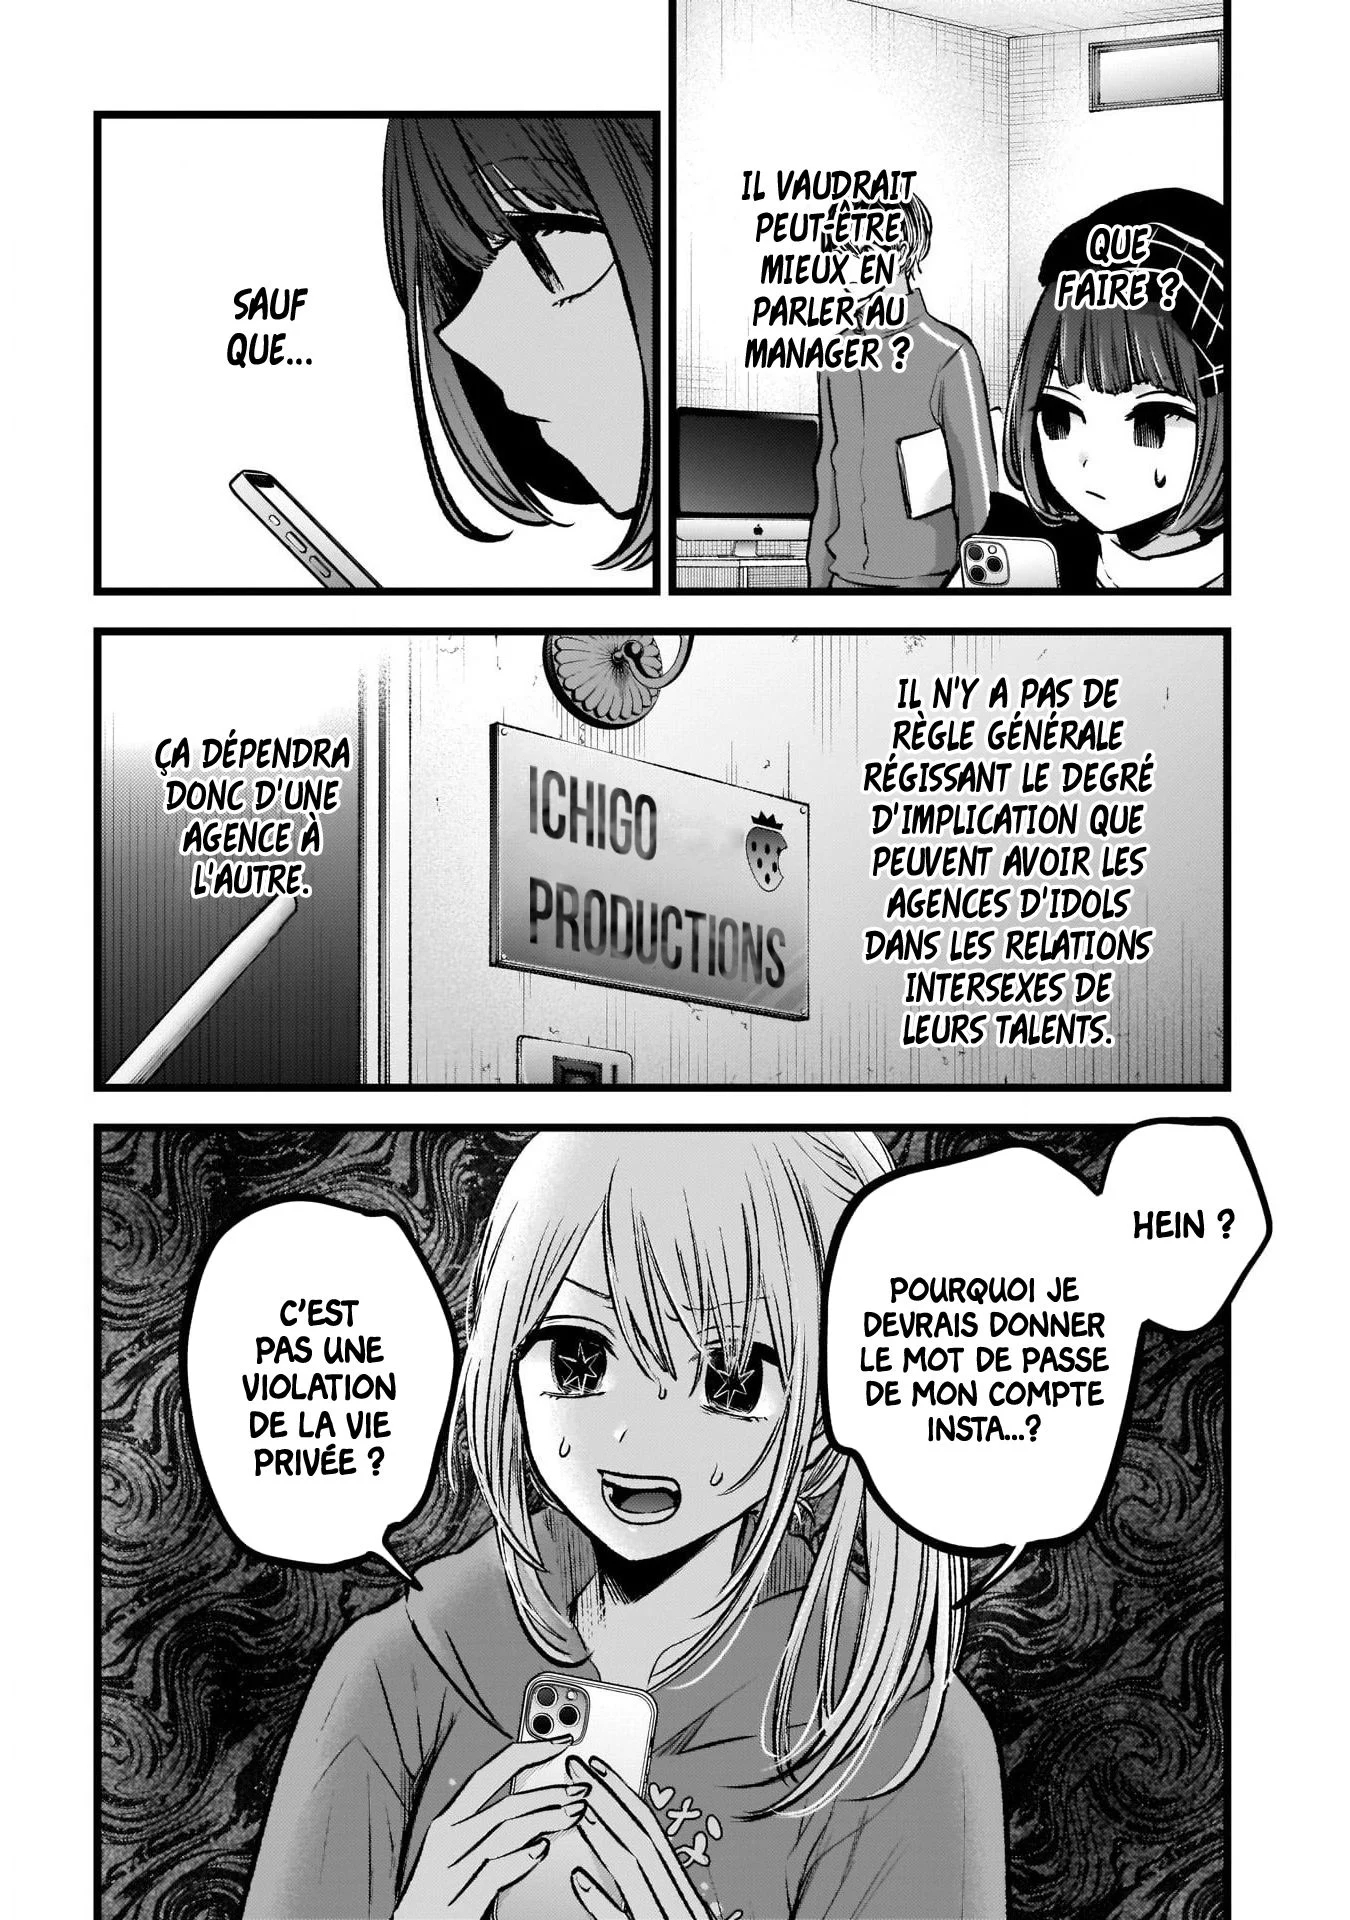 QUE
FAIRE ?
IL VAUDRAIT
PEUT-ÊTRE
MIEUX EN
PARLER AU
MANAGER ?
SAUF
QUE...
IL N'Y A PAS DE
RÈGLE GÉNÉRALE
RÉGISSANT LE DEGRÉ
D'IMPLICATION QUE
PEUVENT AVOIR LES
AGENCES D'IDOLS
DANS LES RELATIONS
INTERSEXES DE
LEURS TALENTS.
ICHIGO
PRODUCTIONS
ÇA DÉPENDRA
DONC D'UNE
AGENCE À
L'AUTRE.
HEIN ?
POURQUOI JE
DEVRAIS DONNER
LE MOT DE PASSE
DE MON COMPTE
INSTA...?
C'EST
PAS UNE
VIOLATION
DE LA VIE
PRIVÉE ?